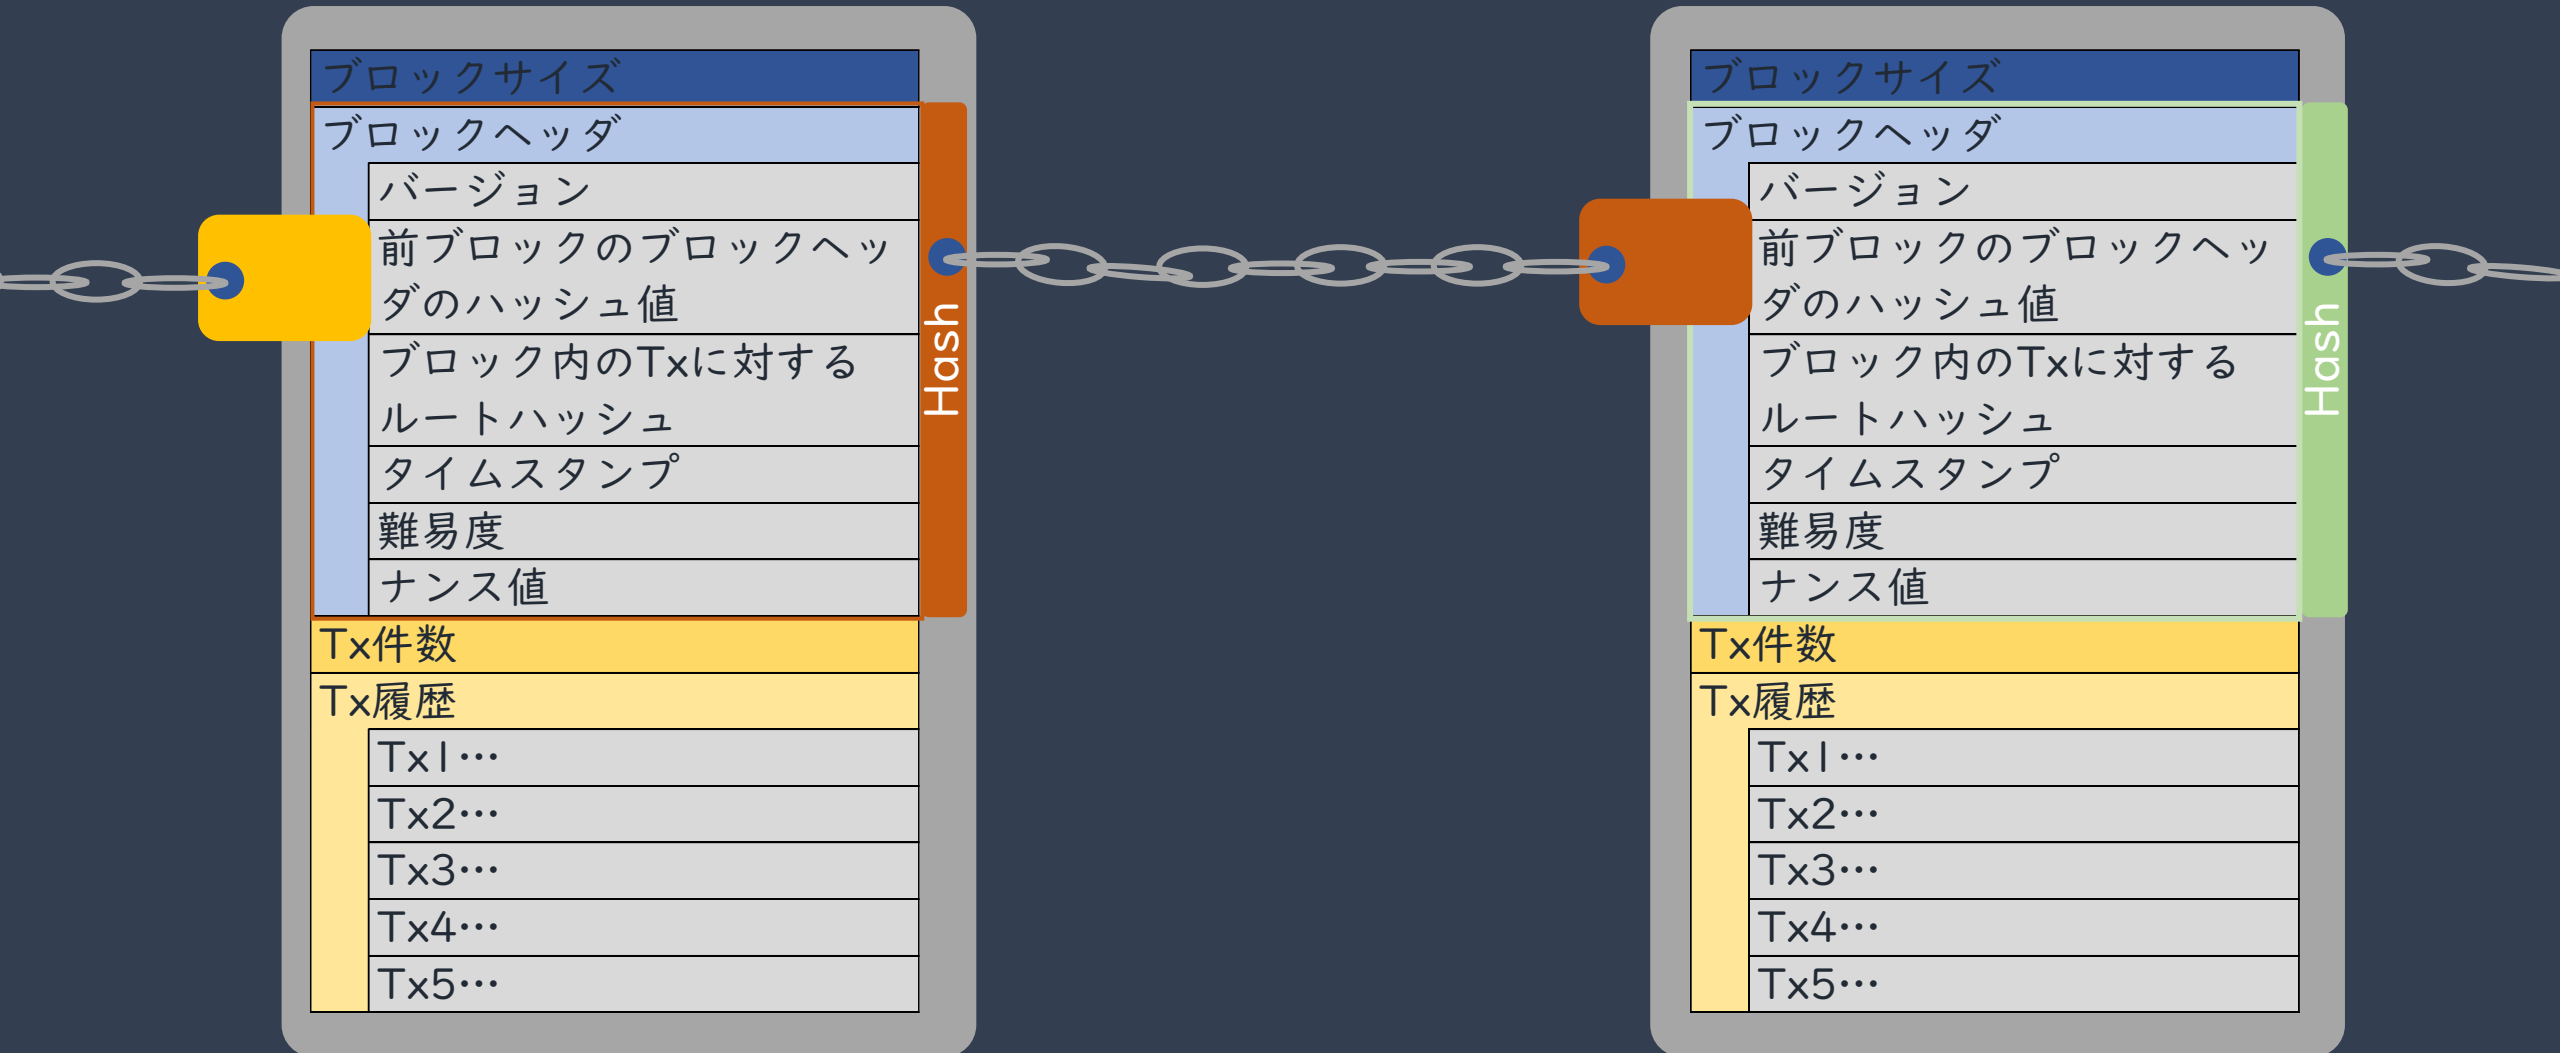 ブロックサイズ
ブロックヘッダ
バージョン
前ブロックのブロックヘッ
ダのハッシュ値
ブロック内のTxに対する
ルートハッシュ
タイムスタンプ
難易度
ナンス値
Tx件数
Tx履歴
Tx1…
Tx2…
Tx3…
Tx4…
Tx5…
Hash
ブロックサイズ
ブロックヘッダ
バージョン
前ブロックのブロックヘッ
ダのハッシュ値
ブロック内のTxに対する
ルートハッシュ
タイムスタンプ
難易度
ナンス値
Tx件数
Tx履歴
Tx1…
Tx2…
Tx3…
Tx4…
Tx5…
Hash